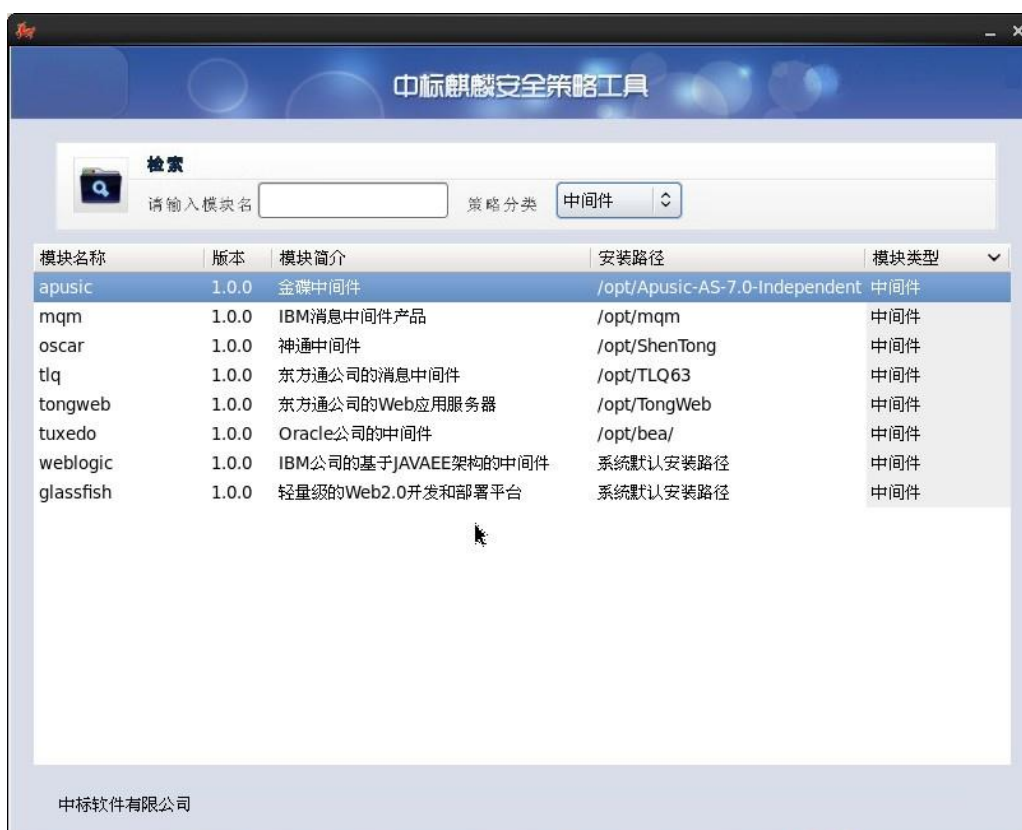 中标麒麟安全策略工具
检索
请输入模块名 策略分类 中间件
模块名称 版本 模块简介 安装路径 模块类型
apusic 1.0.0 金碟中间件 /opt/Apusic-AS-7.0-Independent 中间件
mqm 1.0.0 IBM消息中间件产品 /opt/mqm 中间件
oscar 1.0.0 神通中间件 /opt/ShenTong 中间件
tlq 1.0.0 东方通公司的消息中间件 /opt/TLQ63 中间件
tongweb 1.0.0 东方通公司的Web应用服务器 /opt/TongWeb 中间件
tuxedo 1.0.0 Oracle公司的中间件 /opt/bea/ 中间件
weblogic 1.0.0 IBM公司的基于JAVAEE架构的中间件 系统默认安装路径 中间件
glassfish 1.0.0 轻量级的Web2.0开发和部署平台 系统默认安装路径 中间件
中标软件有限公司